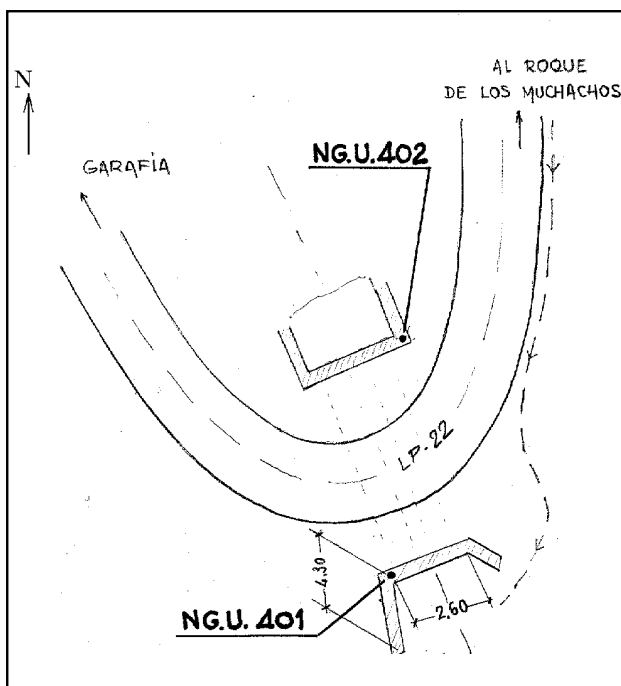 AL ROQUE
DE LOS MUCHACHOS
N
NG.U.402
GARAFÍA
LP-22
4.30
2.60
NG.U.401